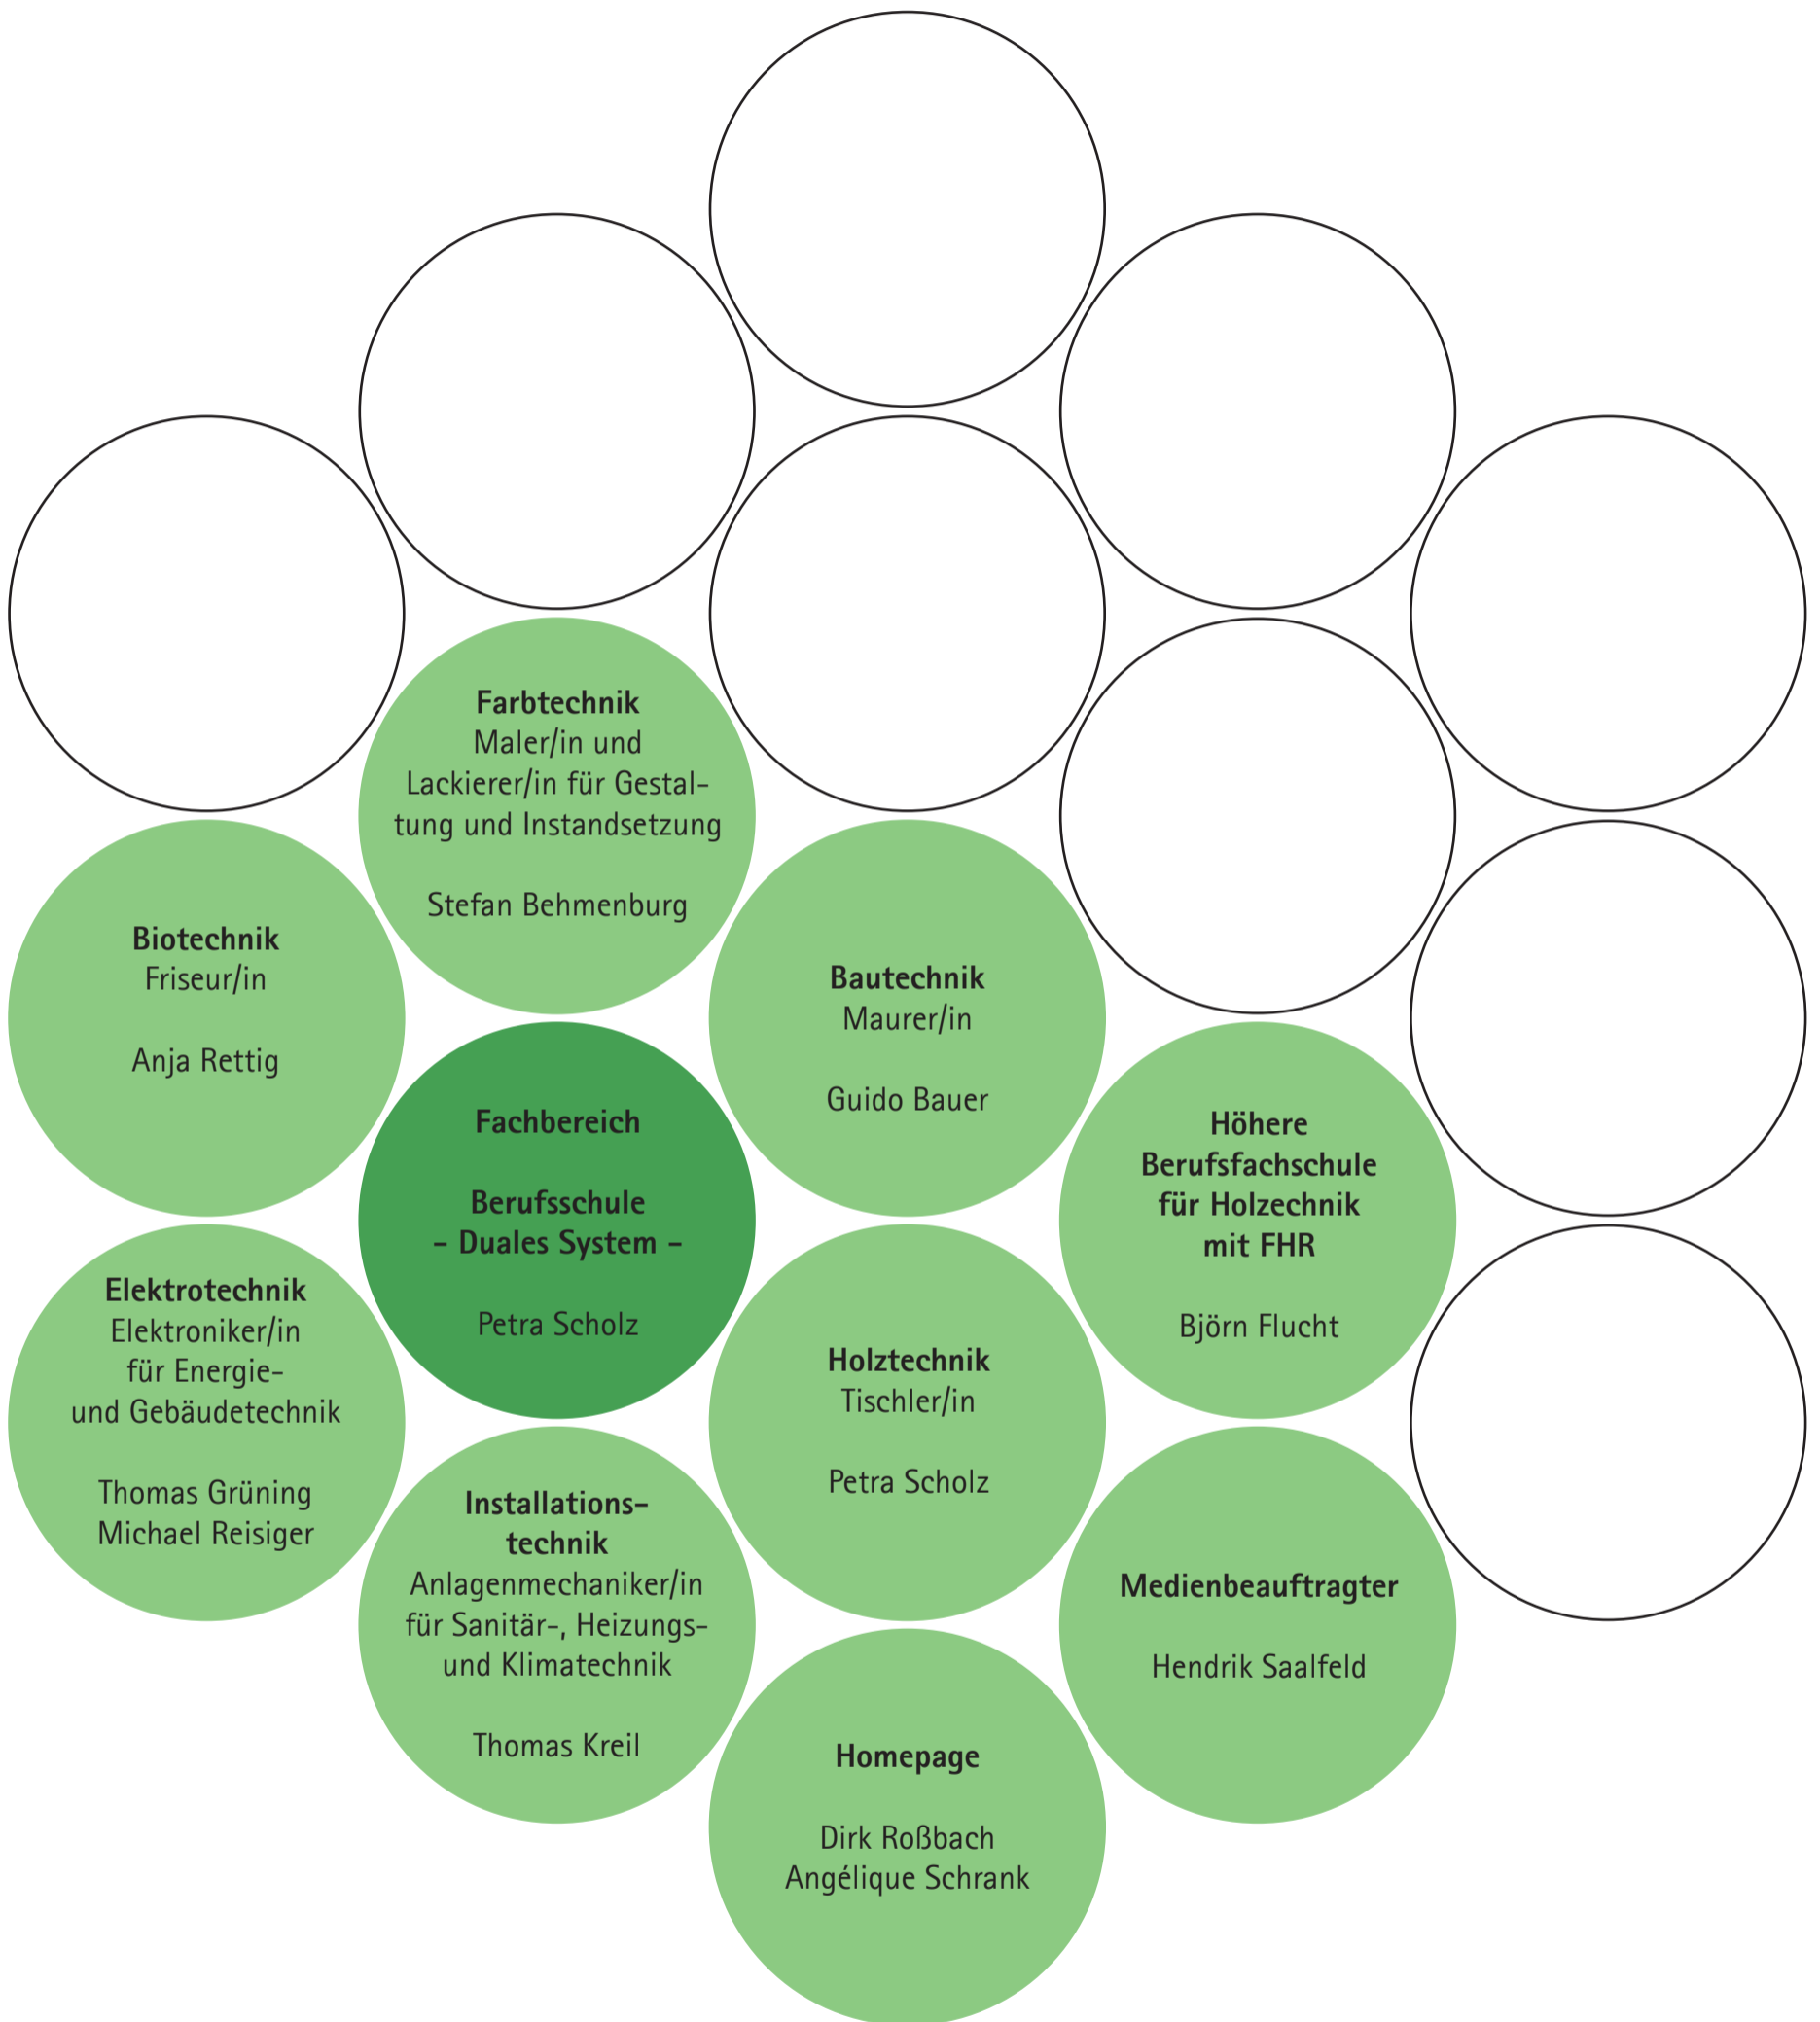 Farbtechnik
Maler/in und
Lackierer/in für Gestal-
tung und Instandsetzung
Stefan Behmenburg
Biotechnik
Friseur/in
Anja Rettig
Bautechnik
Maurer/in
Guido Bauer
Fachbereich
Berufsschule
– Duales System –
Petra Scholz
Höhere
Berufsfachschule
für Holzechnik
mit FHR
Björn Flucht
Elektrotechnik
Elektroniker/in
für Energie-
und Gebäudetechnik
Thomas Grüning
Michael Reisiger
Holztechnik
Tischler/in
Petra Scholz
Installations-
technik
Anlagenmechaniker/in
für Sanitär-, Heizungs-
und Klimatechnik
Thomas Kreil
Medienbeauftragter
Hendrik Saalfeld
Homepage
Dirk Roßbach
Angélique Schrank